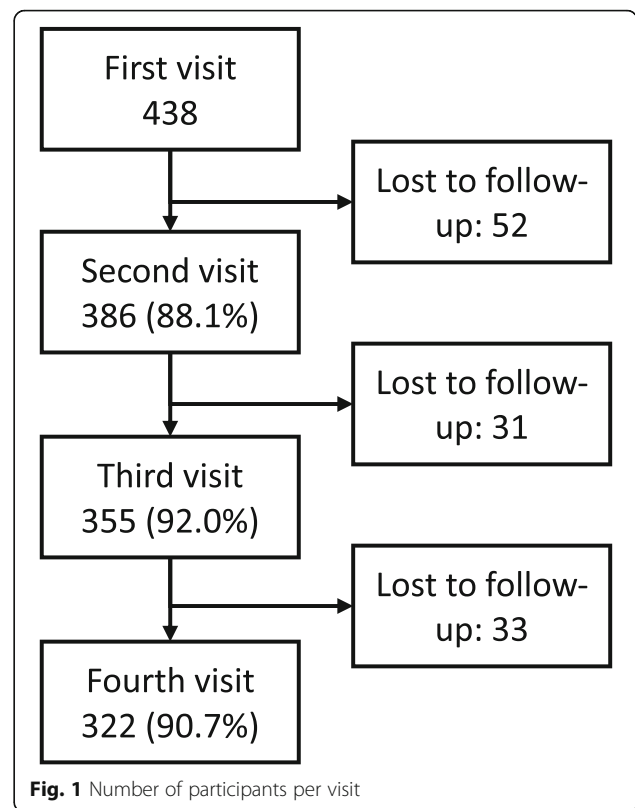 First visit
438
Lost to follow-
up: 52
Second visit
386 (88.1%)
Lost to follow-
up: 31
Third visit
355 (92.0%)
Lost to follow-
up: 33
Fourth visit
322 (90.7%)
Fig. 1 Number of participants per visit